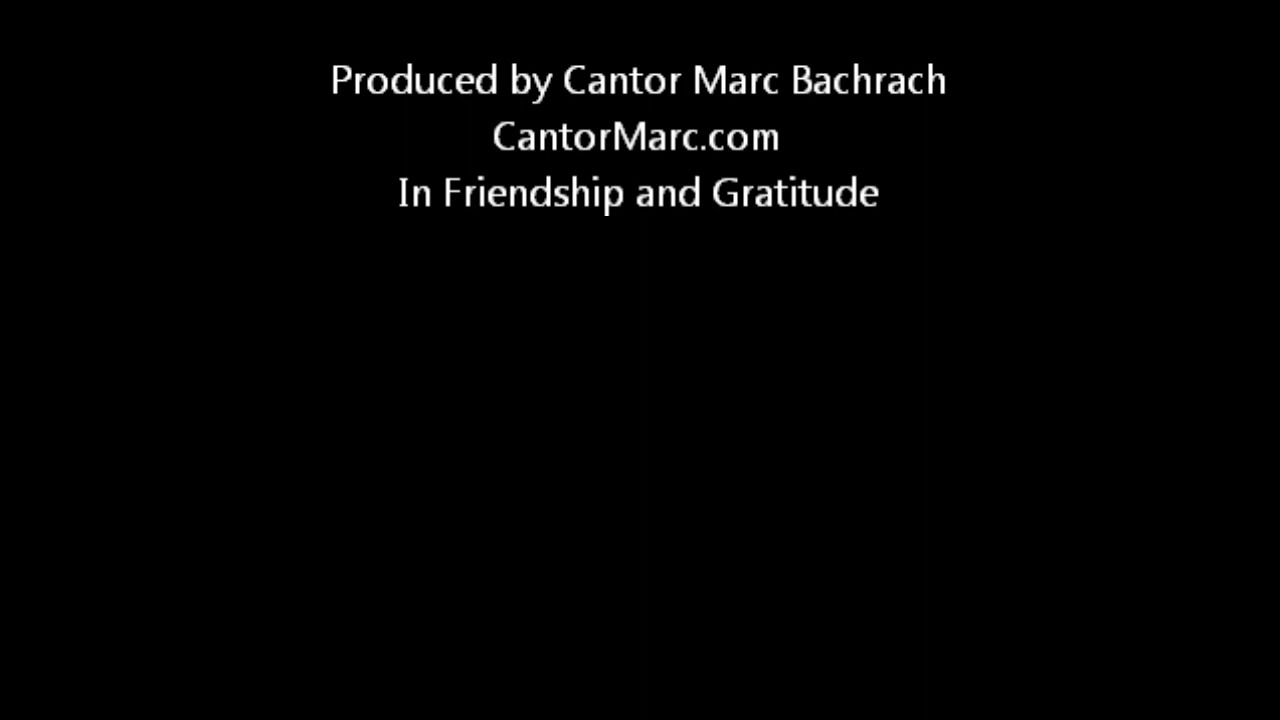 Produced by Cantor Marc Bachrach
CantorMarc.com
In Friendship and Gratitude